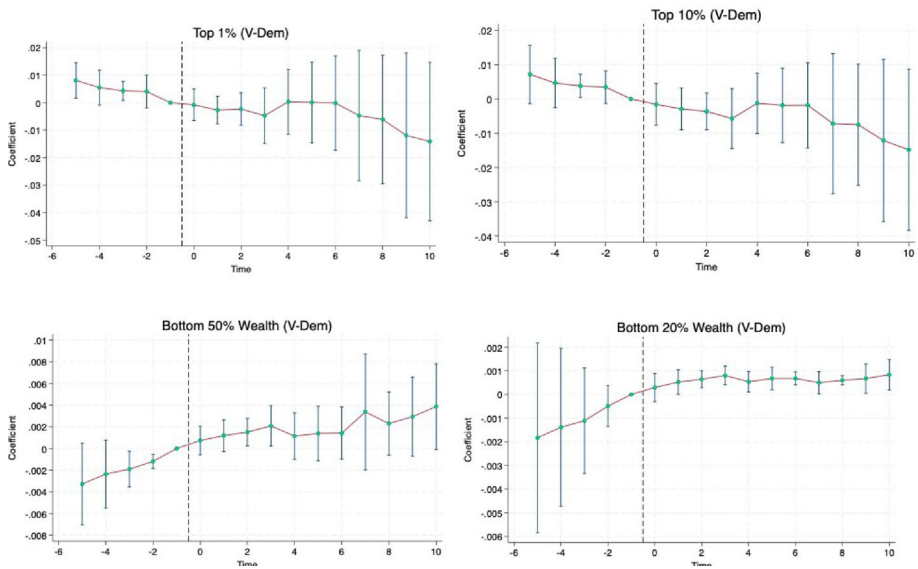 Top 1% (V-Dem)
.02
.01
0
-.01
-.02
-.03
-.04
-.05
Coefficient
-6 -4 -2 0 2 4 6 8 10
Time
Top 10% (V-Dem)
.02
.01
0
-.01
-.02
-.03
-.04
Coefficient
-6 -4 -2 0 2 4 6 8 10
Time
Bottom 50% Wealth (V-Dem)
.01
.008
.006
.004
.002
0
-.002
-.004
-.006
-.008
Coefficient
-6 -4 -2 0 2 4 6 8 10
Time
Bottom 20% Wealth (V-Dem)
.002
.001
0
-.001
-.002
-.003
-.004
-.005
-.006
Coefficient
-6 -4 -2 0 2 4 6 8 10
Time